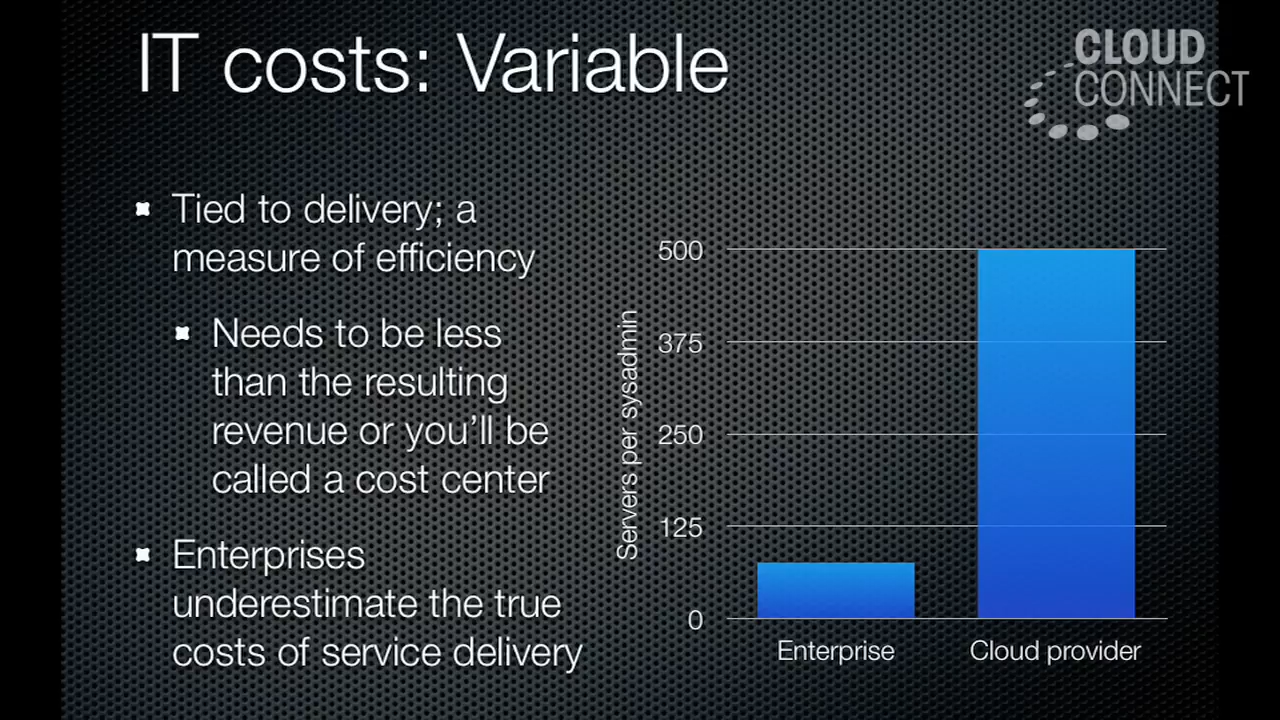 IT costs: Variable
CLOUD
CONNECT
Tied to delivery; a
measure of efficiency
Needs to be less
than the resulting
revenue or you'll be
called a cost center
Enterprises
underestimate the true
costs of service delivery
Servers per sysadmin
500
375
250
125
0
Enterprise
Cloud provider